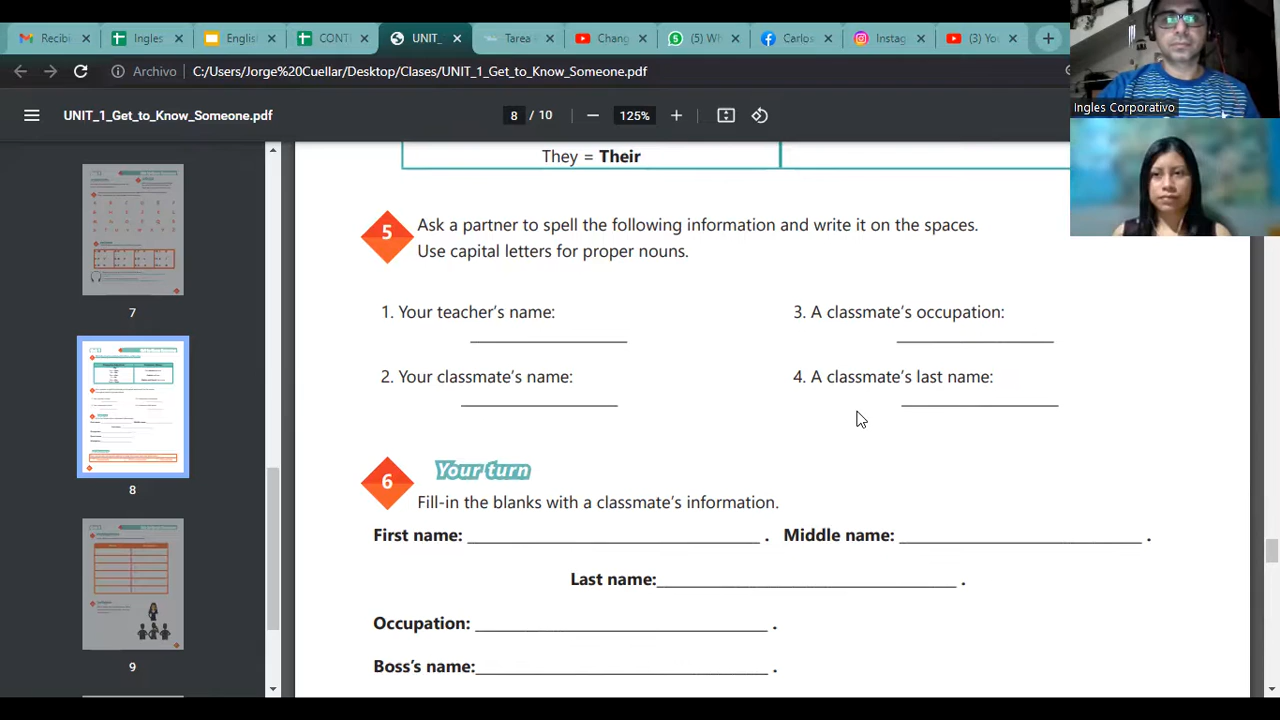 Recibi
Ingles
English
CONT
UNIT_
Tarea
Chang
(5) Wh
Carlos
Instag
(3) Yo
Archivo
C:/Users/Jorge%20Cuellar/Desktop/Clases/UNIT_1_Get_to_Know_Someone.pdf
UNIT_1_Get_to_Know_Someone.pdf
8 / 10
125%
Ingles Corporativo
They = Their
5
Ask a partner to spell the following information and write it on the spaces.
Use capital letters for proper nouns.
1. Your teacher's name:
3. A classmate's occupation:
2. Your classmate's name:
4. A classmate's last name:
6
Your turn
Fill-in the blanks with a classmate's information.
First name: . Middle name: .
Last name: .
Occupation: .
Boss's name: .
7
8
9